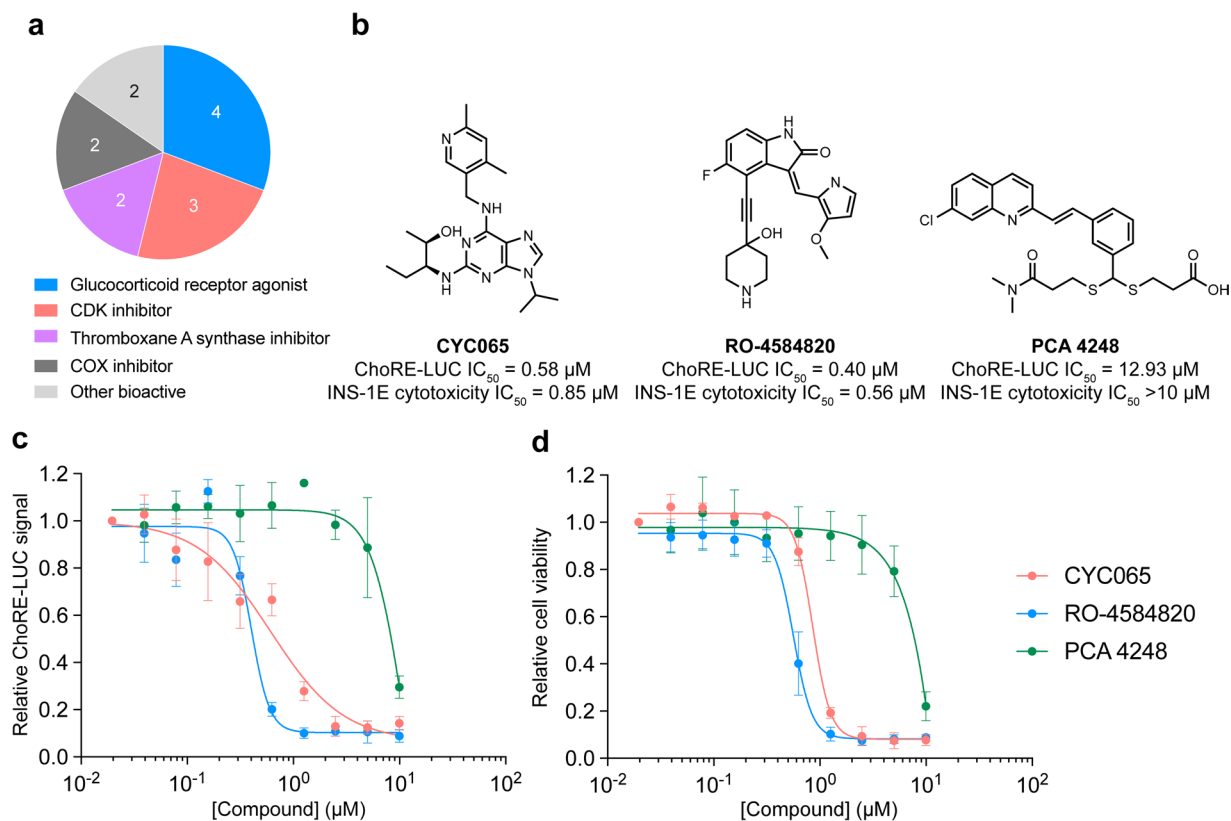 a
2
4
2
2
3
Glucocorticoid receptor agonist
CDK inhibitor
Thromboxane A synthase inhibitor
COX inhibitor
Other bioactive
b
N
NH
OH
N
N
N
N
N
H
CYC065
ChoRE-LUC IC₅₀ = 0.58 µM
INS-1E cytotoxicity IC₅₀ = 0.85 µM
H
N
O
F
N
O
OH
N
H
RO-4584820
ChoRE-LUC IC₅₀ = 0.40 µM
INS-1E cytotoxicity IC₅₀ = 0.56 µM
Cl
N
O
N
S
S
O
OH
PCA 4248
ChoRE-LUC IC₅₀ = 12.93 µM
INS-1E cytotoxicity IC₅₀ >10 µM
c
Relative ChoRE-LUC signal
1.2
1.0
0.8
0.6
0.4
0.2
0.0
10⁻² 10⁻¹ 10⁰ 10¹ 10²
[Compound] (µM)
d
Relative cell viability
1.2
1.0
0.8
0.6
0.4
0.2
0.0
10⁻² 10⁻¹ 10⁰ 10¹ 10²
[Compound] (µM)
CYC065
RO-4584820
PCA 4248